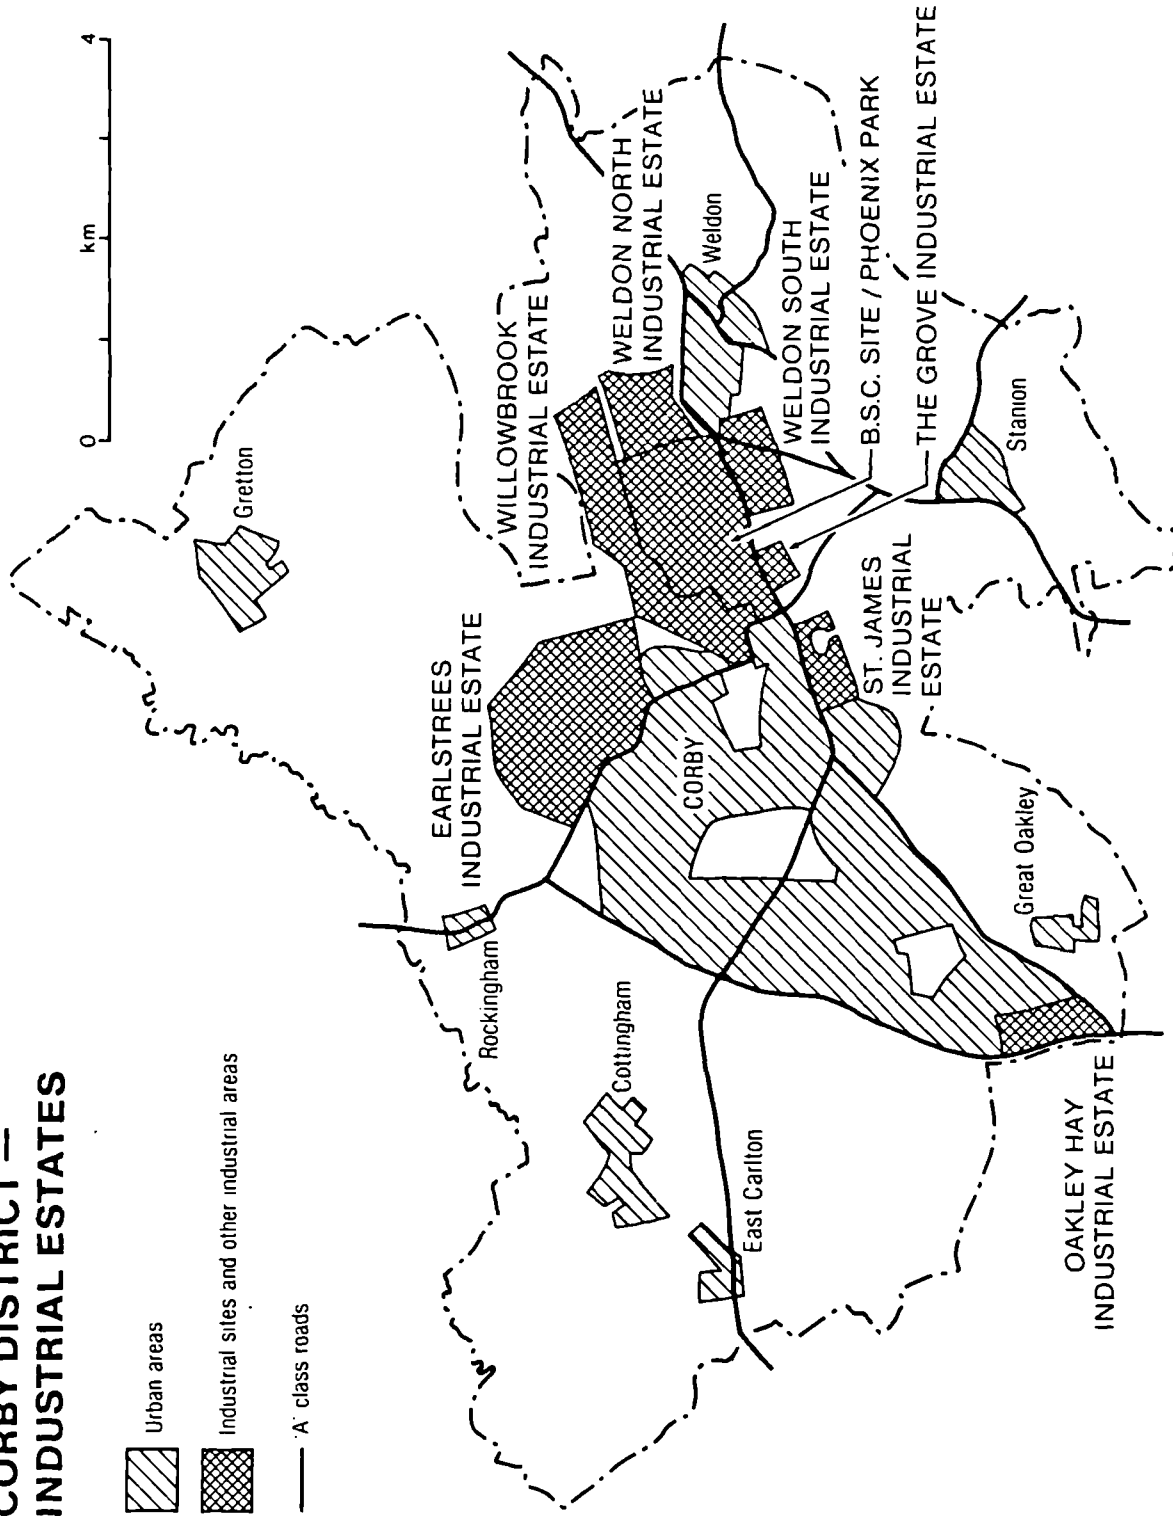 CORBY DISTRICT —
INDUSTRIAL ESTATES
Urban areas
Industrial sites and other industrial areas
'A' class roads
0
km
4
Gretton
Rockingham
Cottingham
East Carlton
EARLSTREES
INDUSTRIAL ESTATE
WILLOWBROOK
INDUSTRIAL ESTATE
WELDON NORTH
INDUSTRIAL ESTATE
Weldon
CORBY
WELDON SOUTH
INDUSTRIAL ESTATE
B.S.C. SITE / PHOENIX PARK
THE GROVE INDUSTRIAL ESTATE
ST. JAMES
INDUSTRIAL
ESTATE
Stanion
Great Oakley
OAKLEY HAY
INDUSTRIAL ESTATE